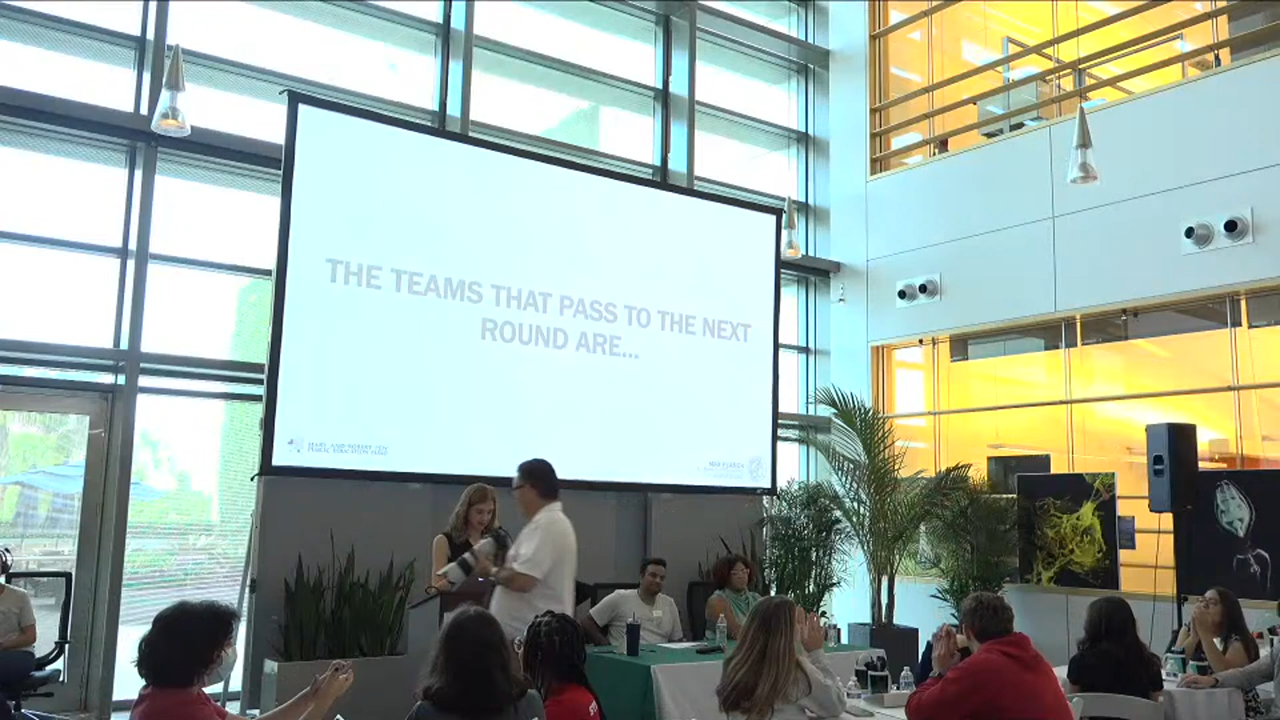 THE TEAMS THAT PASS TO THE NEXT
ROUND ARE...